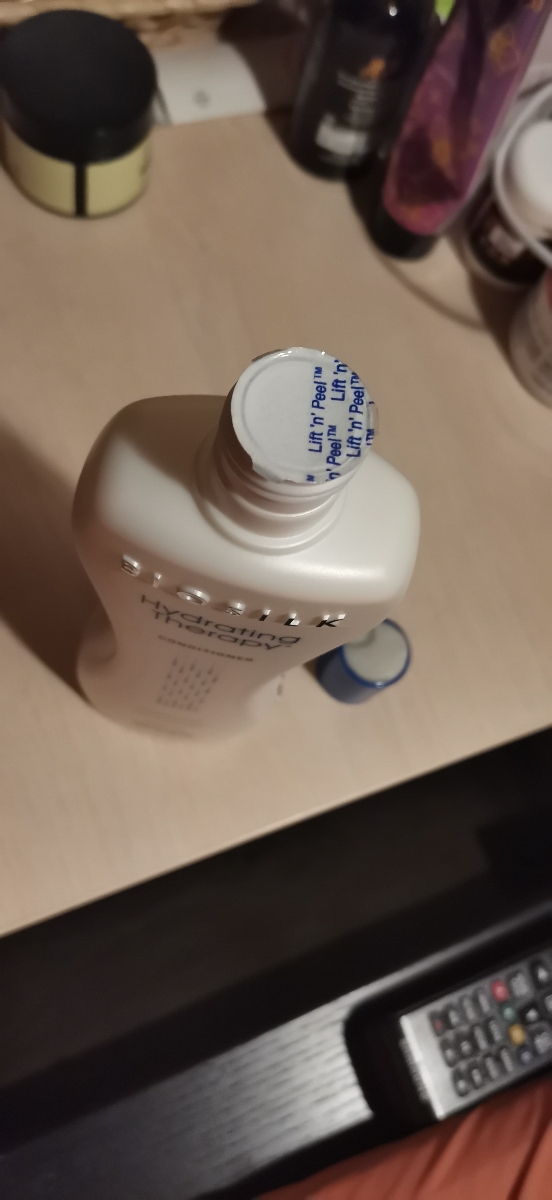 Lift 'n' Peel™
Lift 'n'
Lift 'n' Peel™
'n' Peel™
BIOSILK
Hydrating
Therapy
CONDITIONER